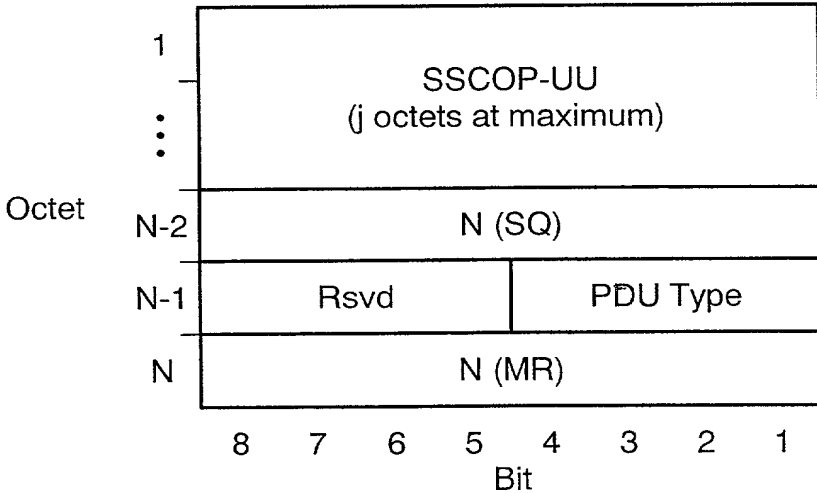 1
SSCOP-UU
(j octets at maximum)
Octet
N-2
N (SQ)
N-1
Rsvd
PDU Type
N
N (MR)
8 7 6 5 4 3 2 1
Bit